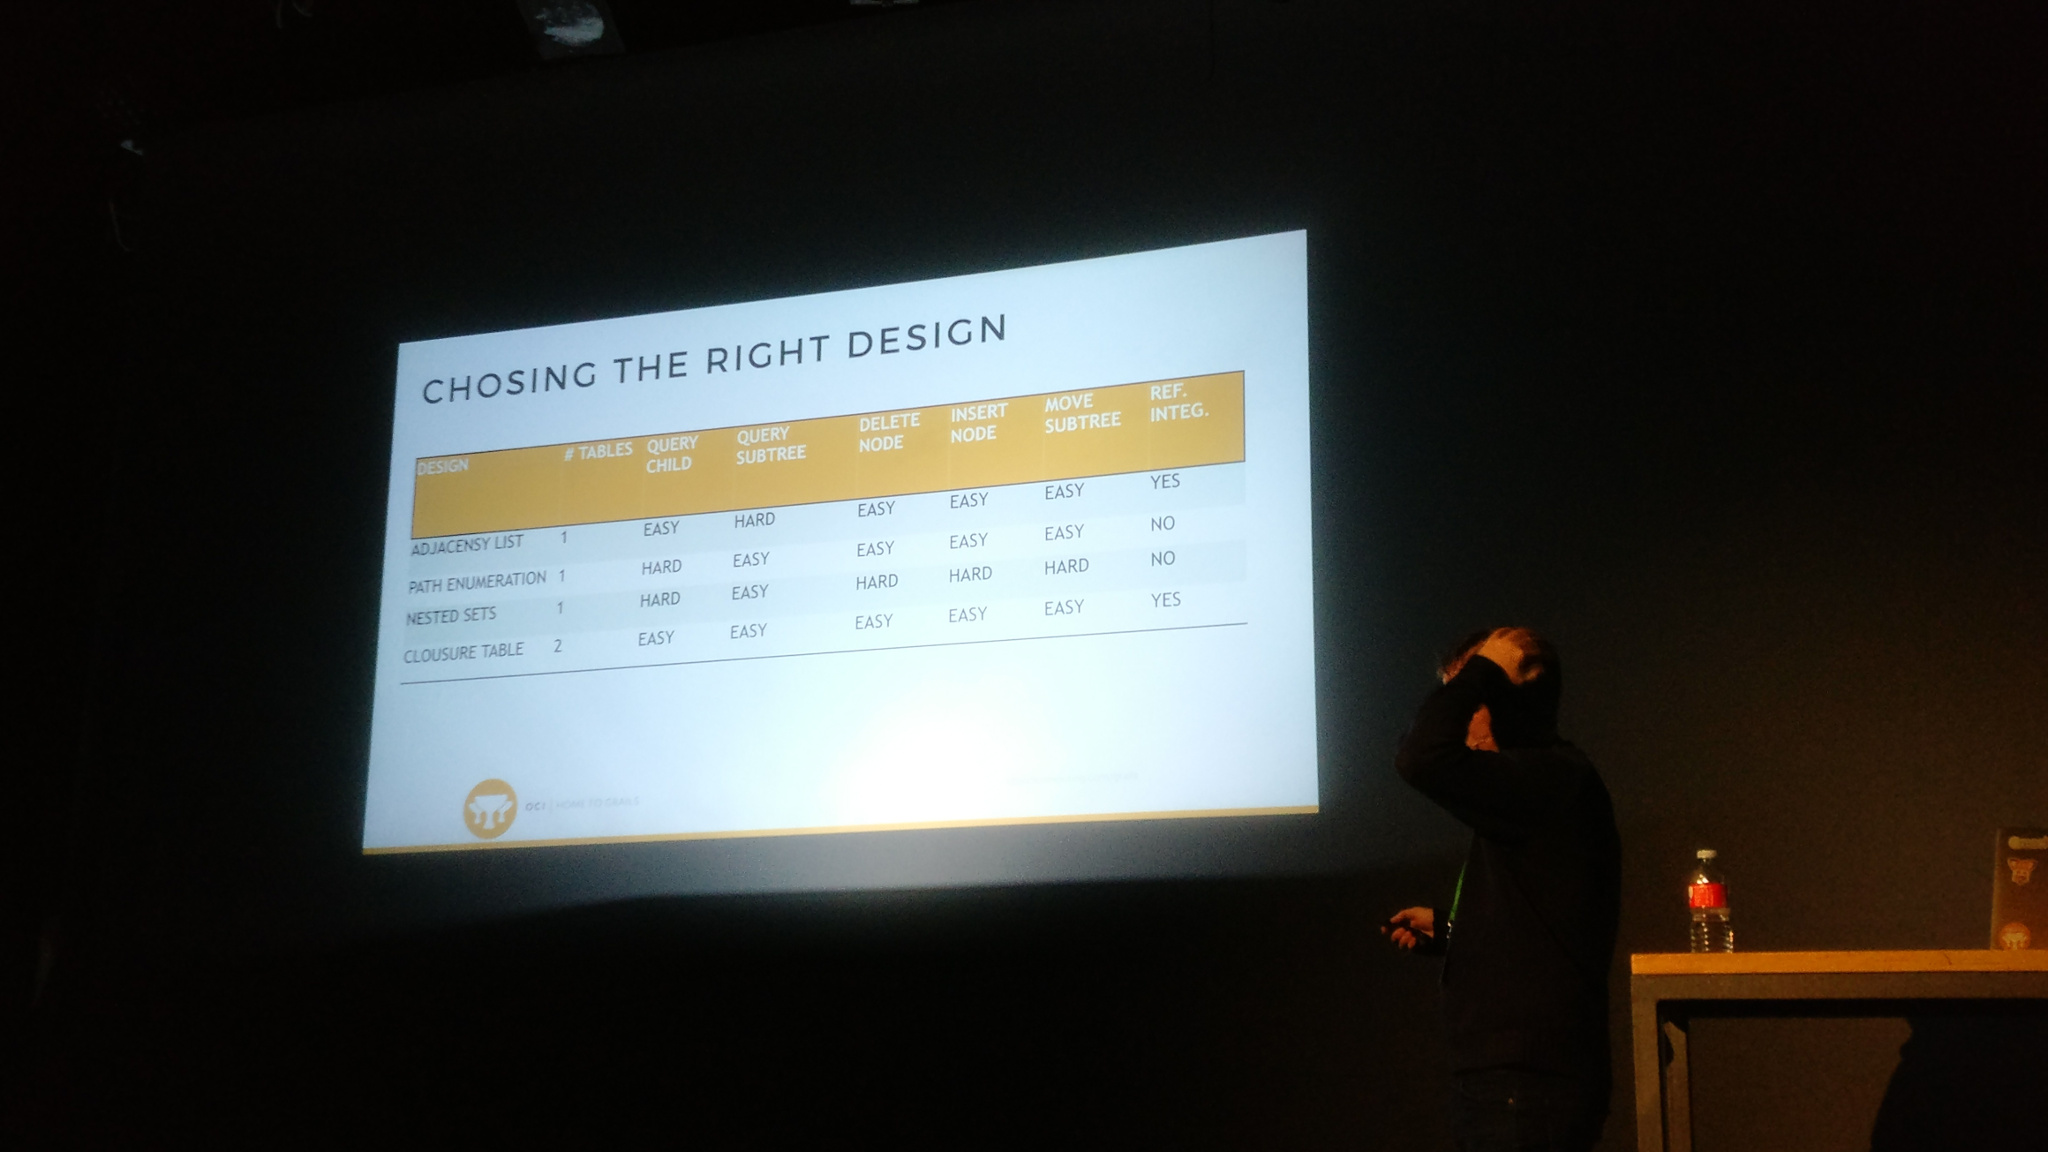 CHOSING THE RIGHT DESIGN
DESIGN # TABLES QUERY CHILD QUERY SUBTREE DELETE NODE INSERT NODE MOVE SUBTREE REF. INTEG.
ADJACENSY LIST 1 EASY HARD EASY EASY EASY YES
PATH ENUMERATION 1 HARD EASY EASY EASY EASY NO
NESTED SETS 1 HARD EASY HARD HARD HARD NO
CLOUSURE TABLE 2 EASY EASY EASY EASY EASY YES
OCI | HOME TO GRAILS